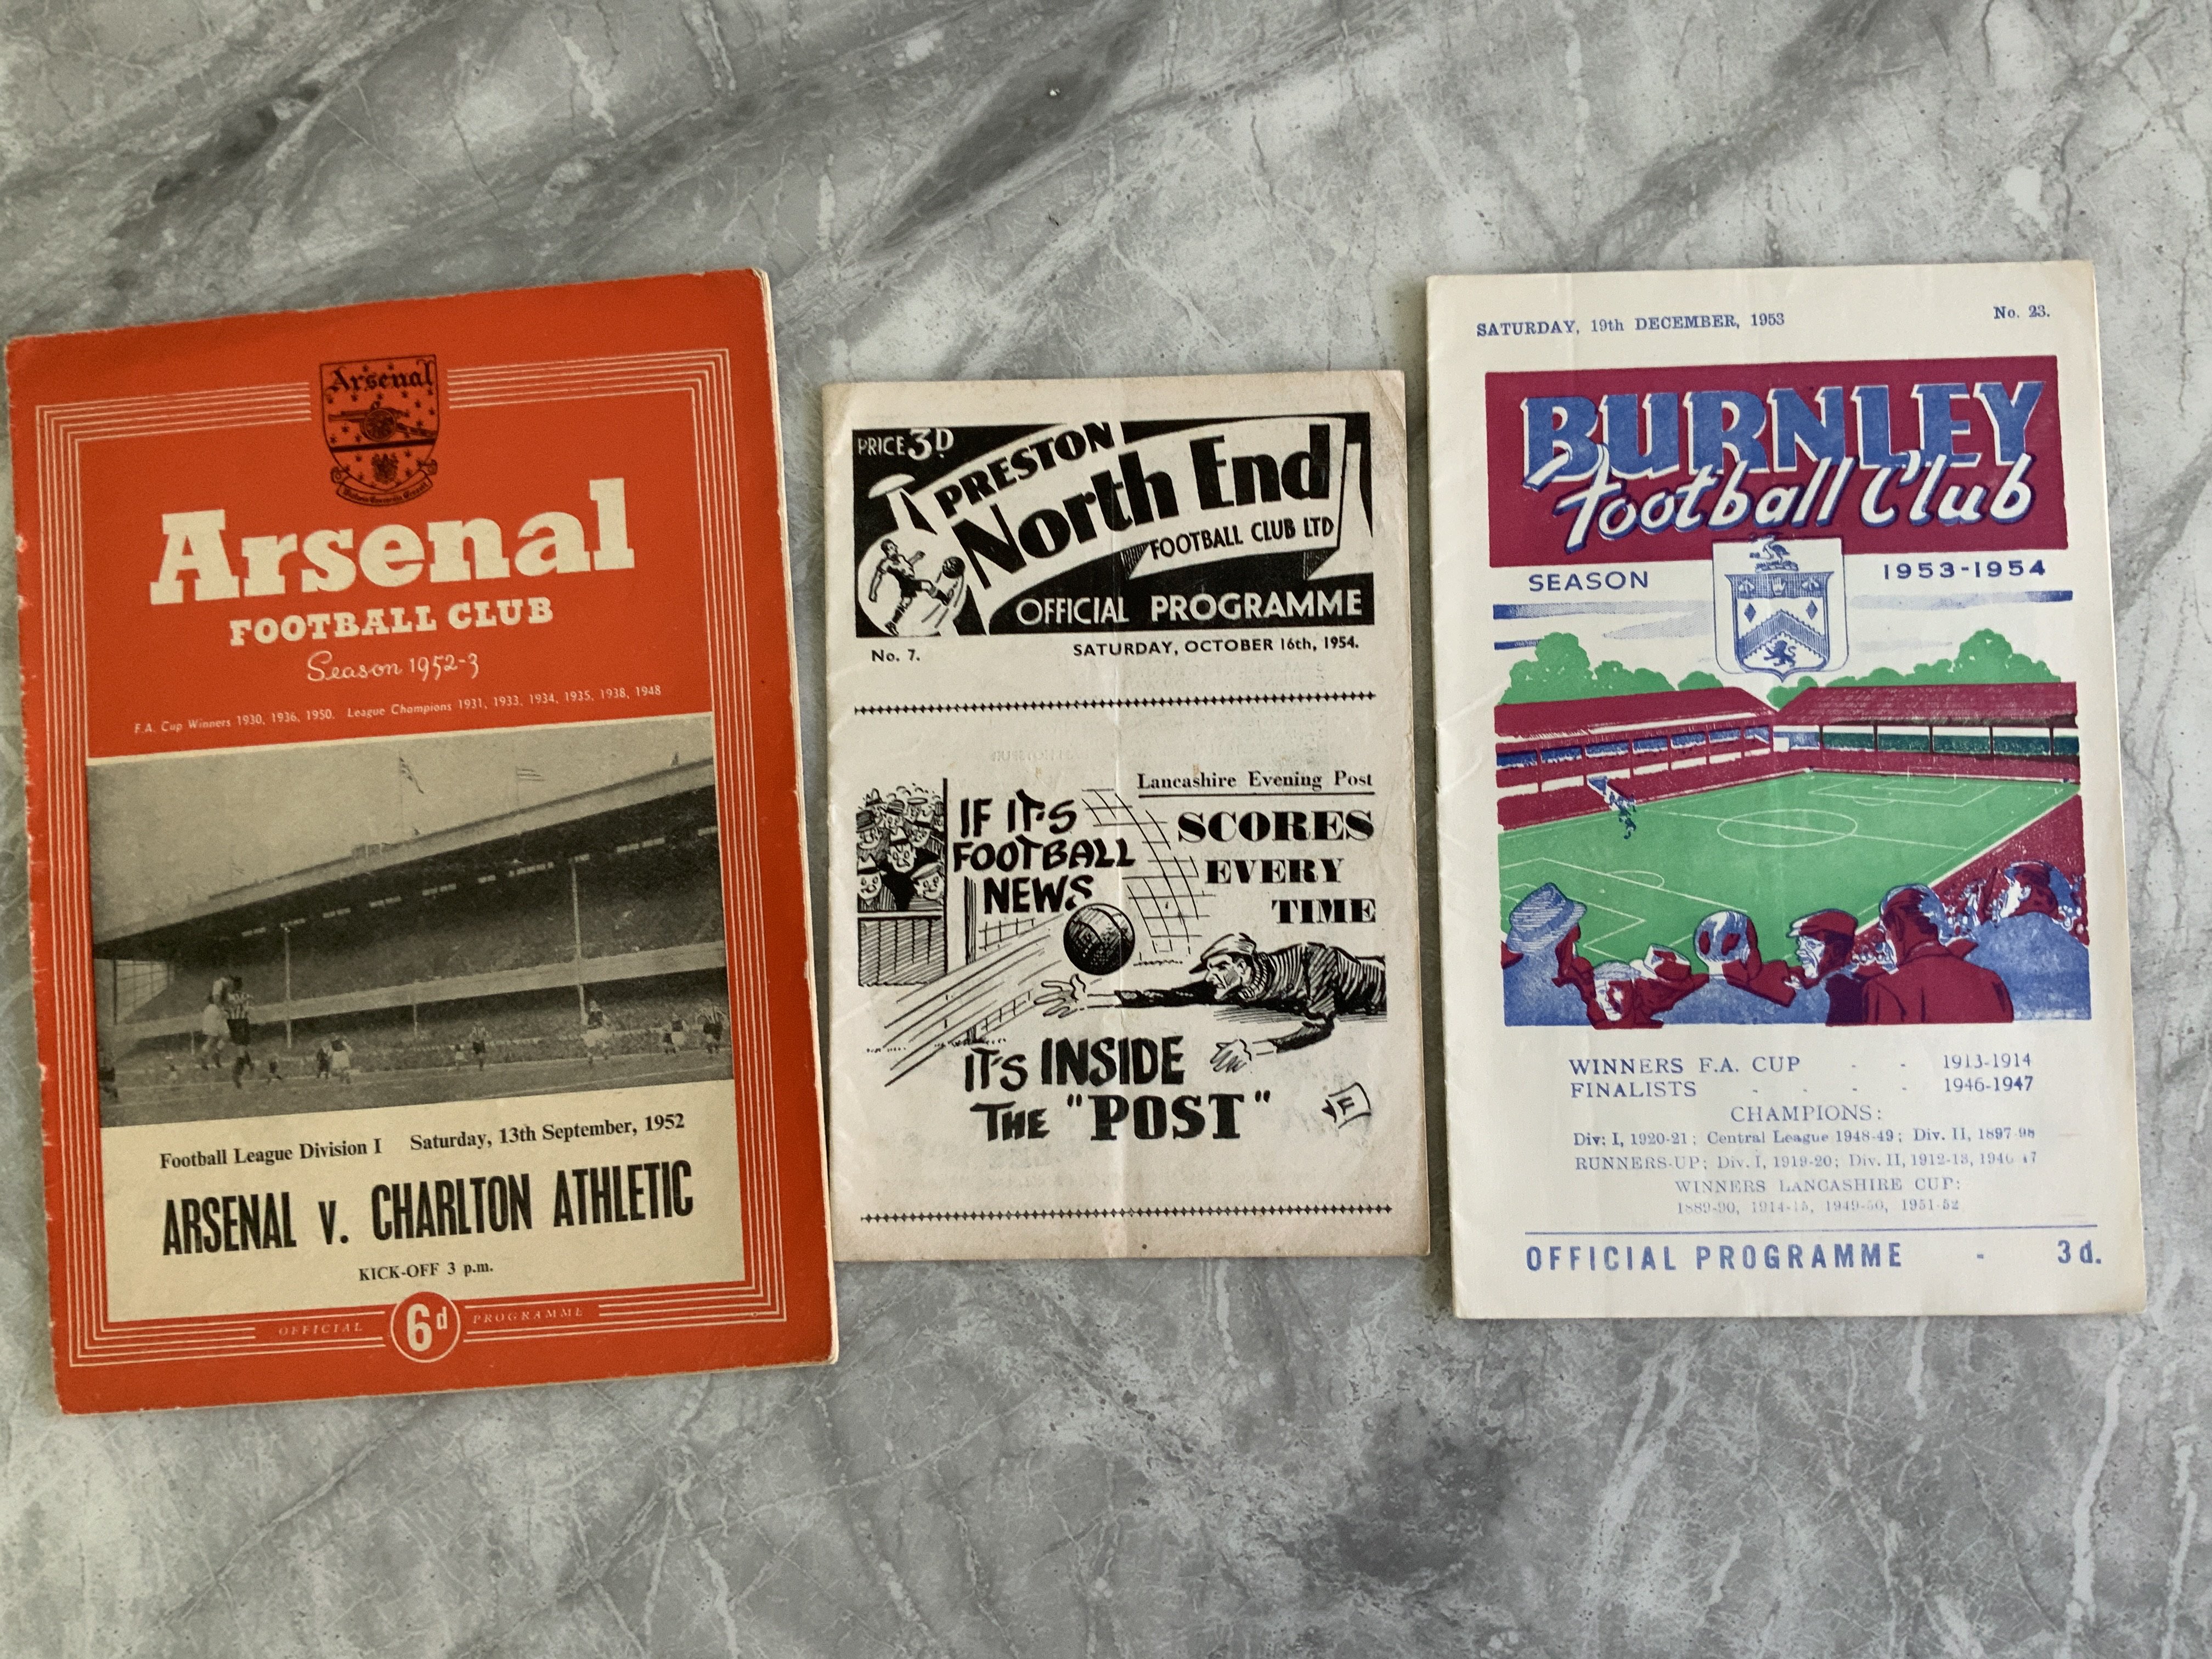 Arsenal
Arsenal
FOOTBALL CLUB
Season 1952-3
F.A. Cup Winners 1930, 1936, 1950. League Champions 1931, 1933, 1934, 1935, 1938, 1948
Football League Division I Saturday, 13th September, 1952
ARSENAL v. CHARLTON ATHLETIC
KICK-OFF 3 p.m.
OFFICIAL 6d PROGRAMME
PRICE 3D
PRESTON
North End
FOOTBALL CLUB LTD
OFFICIAL PROGRAMME
No. 7. SATURDAY, OCTOBER 16th, 1954.
Lancashire Evening Post
IF IT'S
FOOTBALL
NEWS
SCORES
EVERY
TIME
IT'S INSIDE
THE "POST"
F
SATURDAY, 19th DECEMBER, 1953 No. 23.
BURNLEY
Football Club
SEASON 1953-1954
WINNERS F.A. CUP - - 1913-1914
FINALISTS - - - - 1946-1947
CHAMPIONS:
Div: I, 1920-21; Central League 1948-49; Div. II, 1897-98
RUNNERS-UP; Div. I, 1919-20; Div. II, 1912-13, 1946-47
WINNERS LANCASHIRE CUP:
1889-90, 1914-15, 1949-50, 1951-52
OFFICIAL PROGRAMME - 3d.